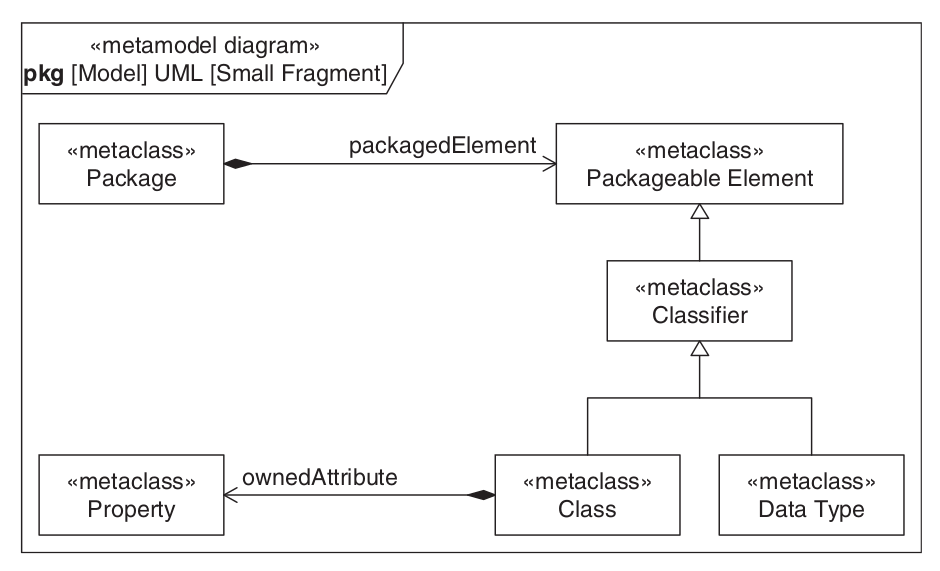 «metamodel diagram»
pkg [Model] UML [Small Fragment]
«metaclass»
Package
packagedElement
«metaclass»
Packageable Element
«metaclass»
Classifier
«metaclass»
Property
ownedAttribute
«metaclass»
Class
«metaclass»
Data Type